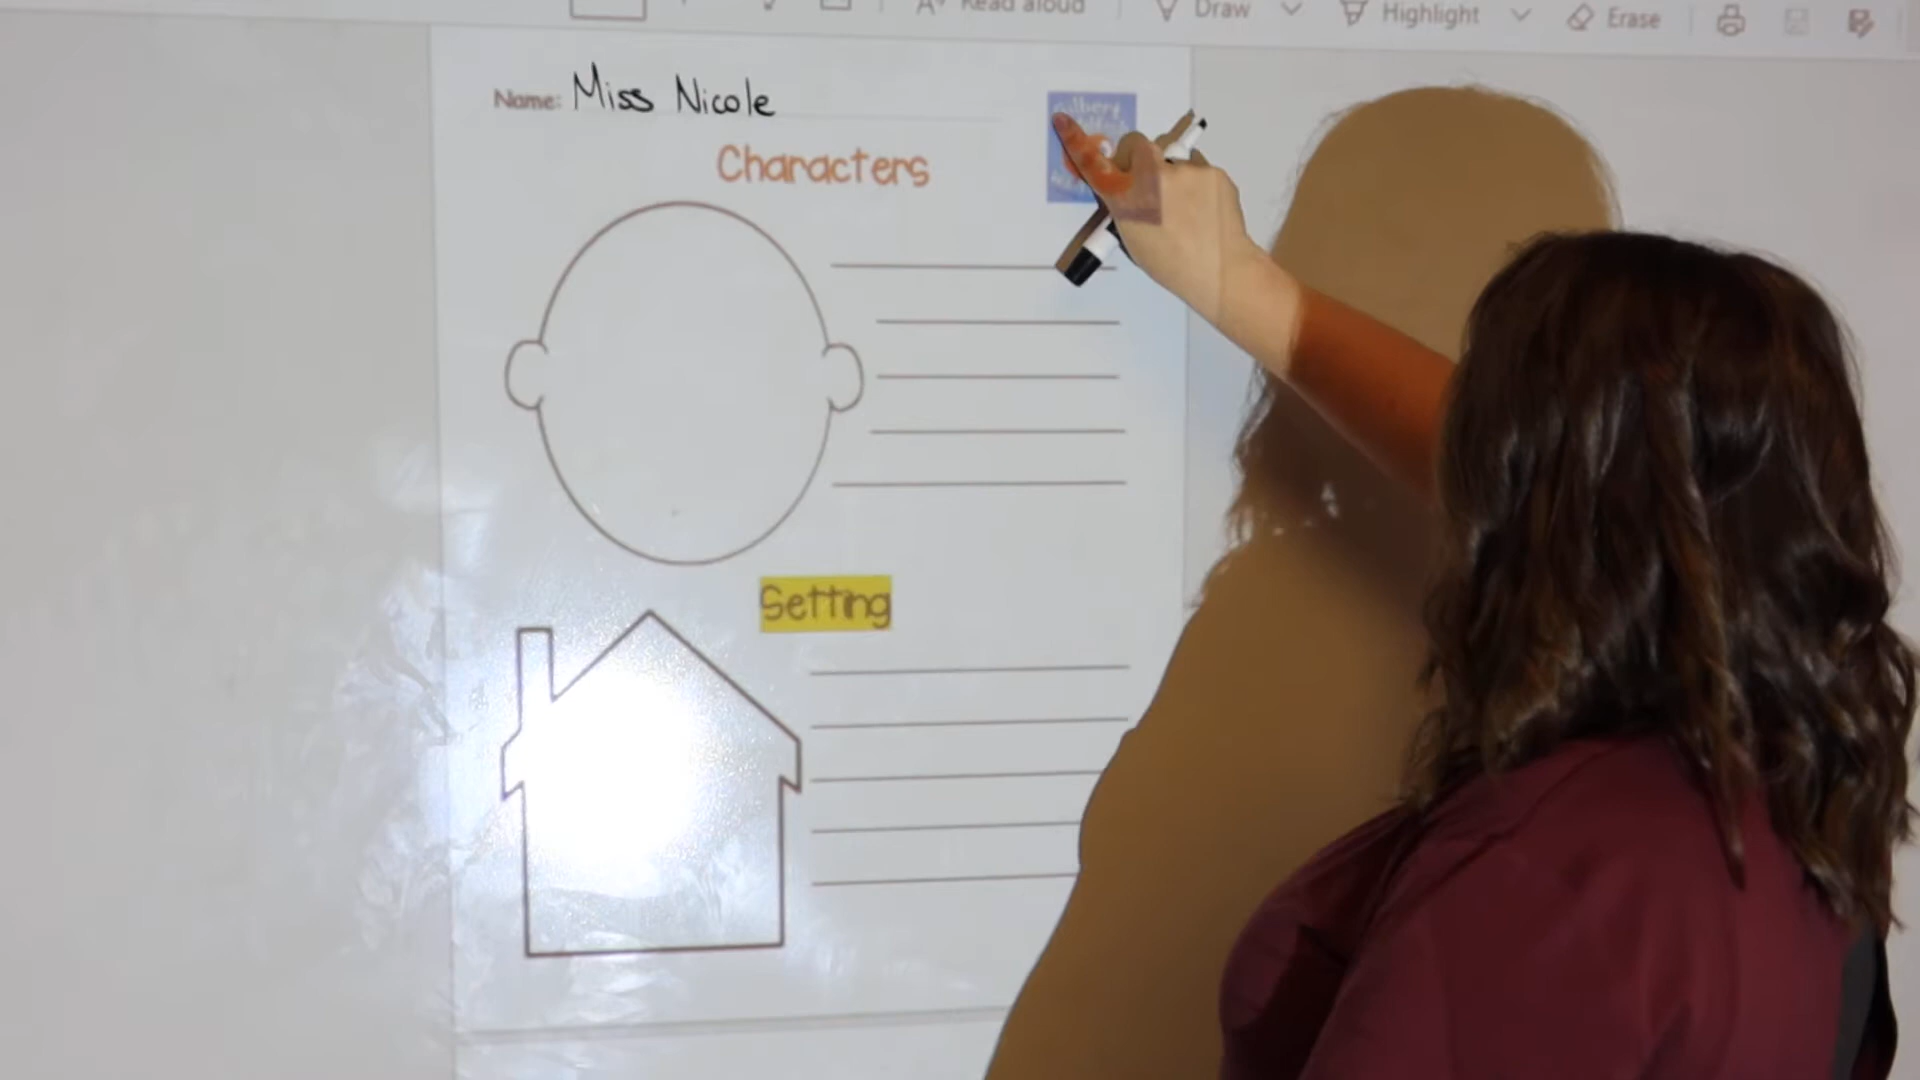 Read aloud Draw Highlight Erase
Name: Miss Nicole
Characters
Setting